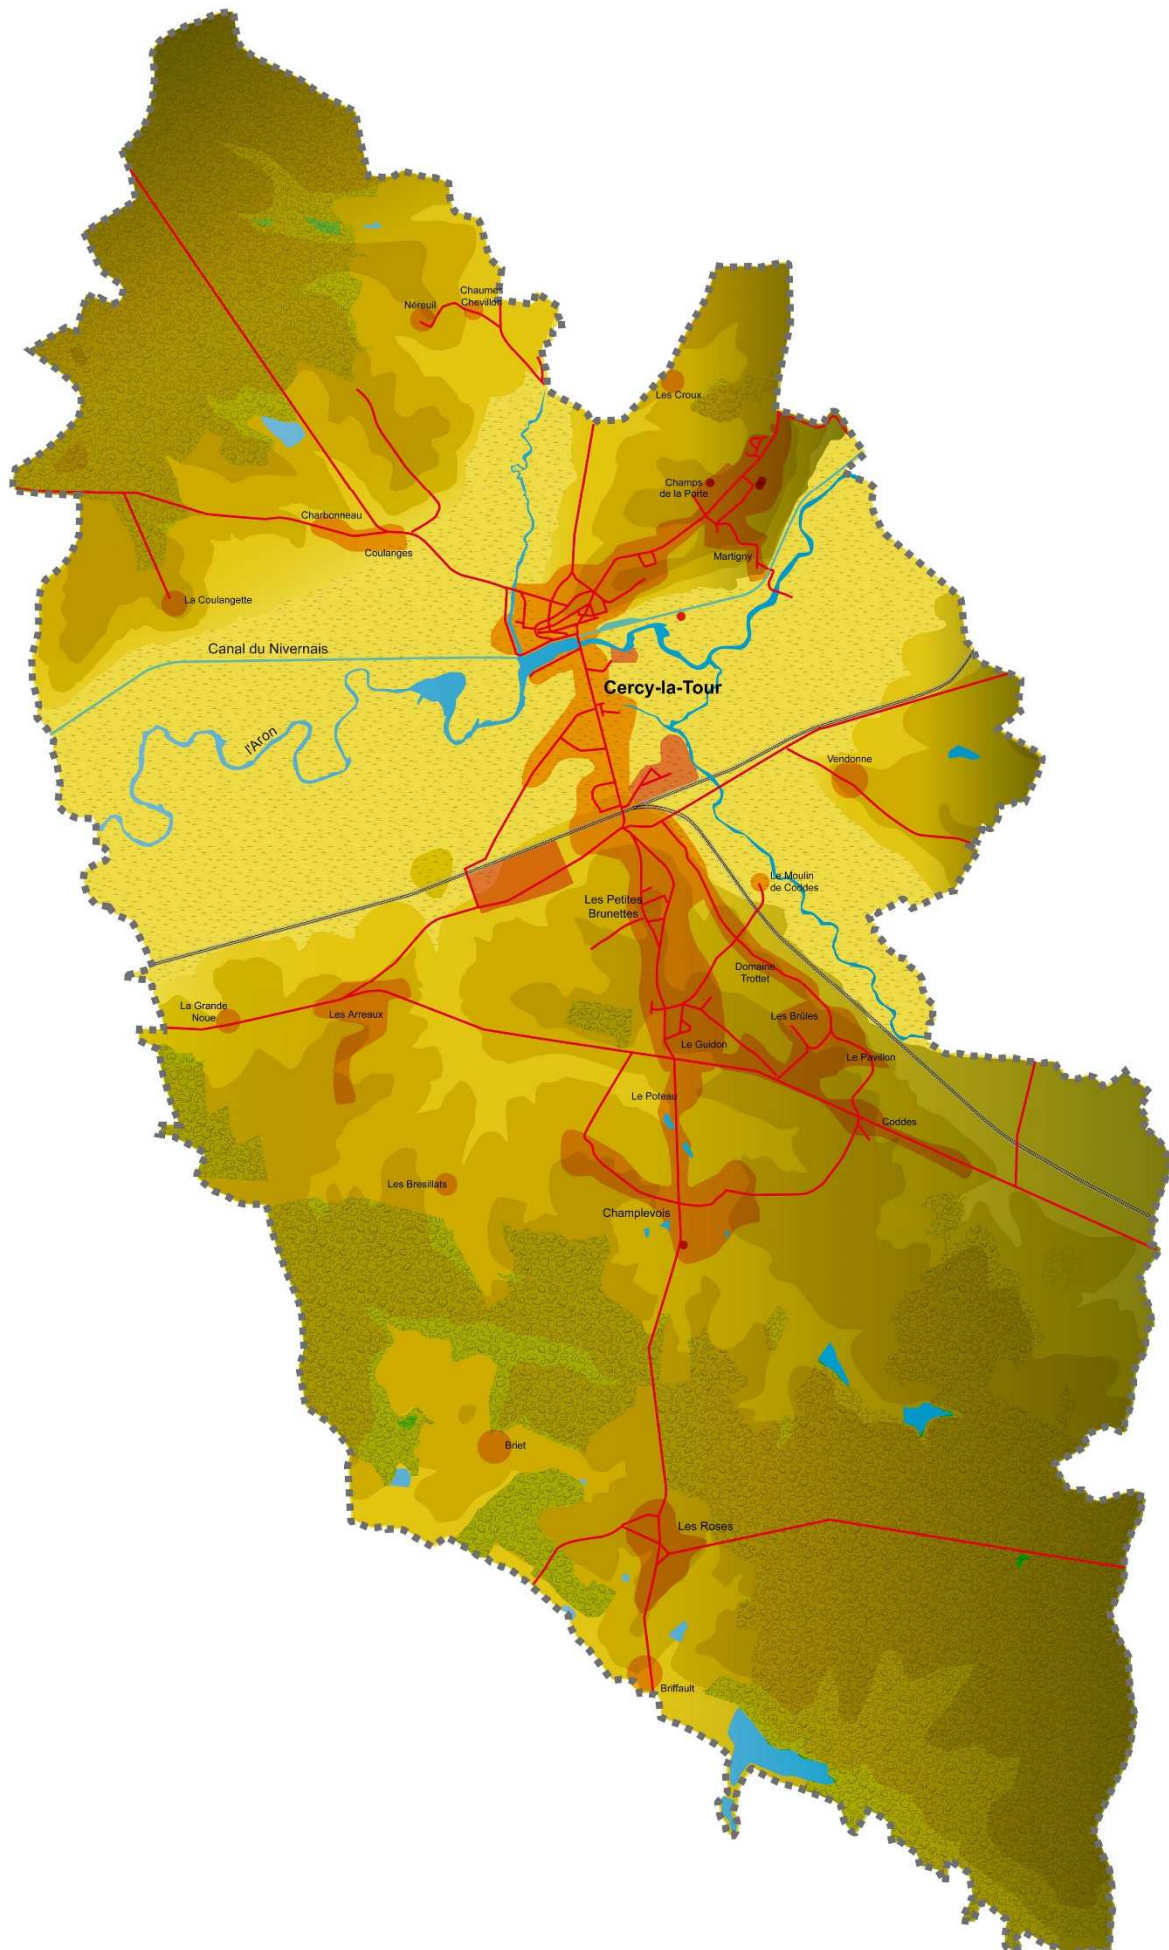 Chaumes
Chevillon
Néreuil
Les Croux
Champs
de la Porte
Charbonneau
Coulanges
Martigny
La Coulangette
Canal du Nivernais
Cercy-la-Tour
l'Aron
Vendonne
Le Moulin
de Coddes
Les Petites
Brunettes
Domaine
Trottet
La Grande
Noue
Les Arreaux
Les Brûles
Le Guidon
Le Pavillon
Le Poteau
Coddes
Les Bresillats
Champlevois
Briet
Les Roses
Briffault